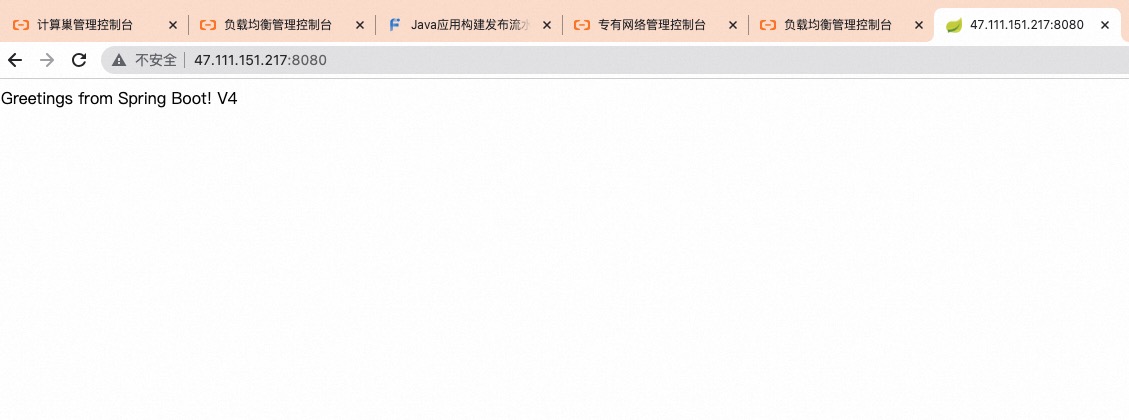 计算巢管理控制台
负载均衡管理控制台
Java应用构建发布流水
专有网络管理控制台
负载均衡管理控制台
47.111.151.217:8080
不安全 47.111.151.217:8080
Greetings from Spring Boot! V4